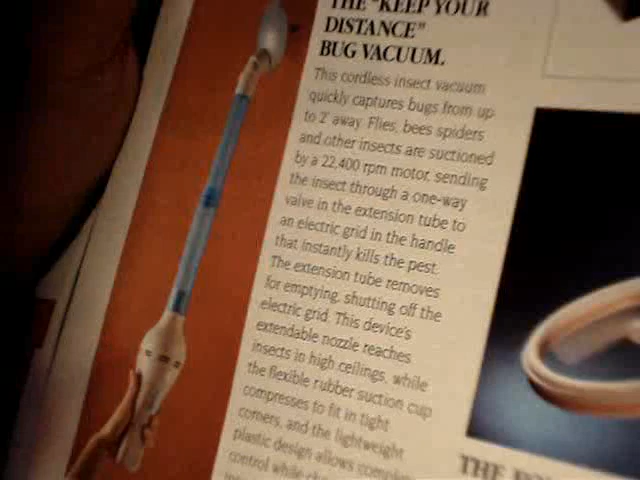 THE "KEEP YOUR
DISTANCE"
BUG VACUUM.
This cordless insect vacuum
quickly captures bugs from up
to 2' away. Flies, bees spiders
and other insects are suctioned
by a 22,400 rpm motor, sending
the insect through a one-way
valve in the extension tube to
an electric grid in the handle
that instantly kills the pest.
The extension tube removes
for emptying, shutting off the
electric grid. This device's
extendable nozzle reaches
insects in high ceilings, while
the flexible rubber suction cup
compresses to fit in tight
corners, and the lightweight
plastic design allows
control while
THE